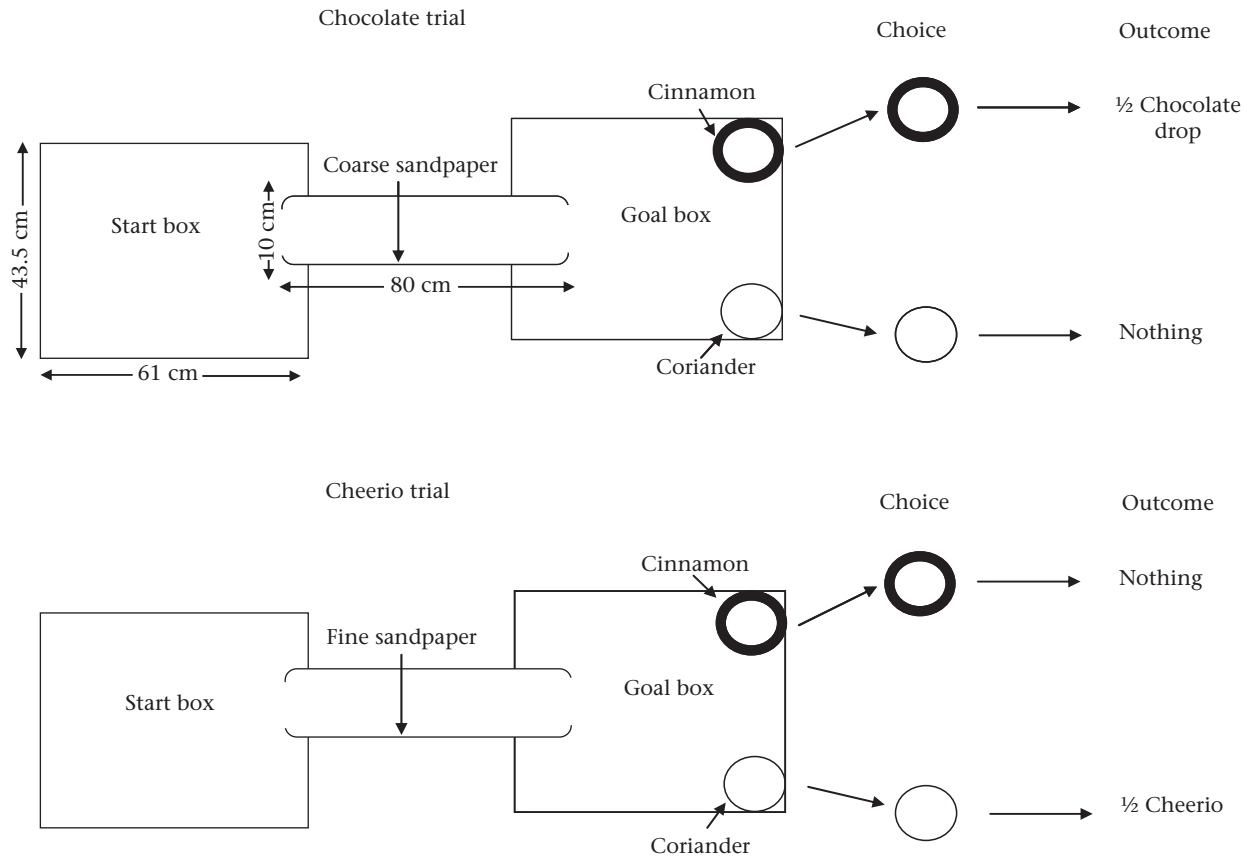 Chocolate trial
Choice
Outcome
Cinnamon
½ Chocolate
drop
Coarse sandpaper
Start box
Goal box
43.5 cm
10 cm
80 cm
Nothing
Coriander
61 cm
Cheerio trial
Choice
Outcome
Cinnamon
Nothing
Fine sandpaper
Start box
Goal box
½ Cheerio
Coriander